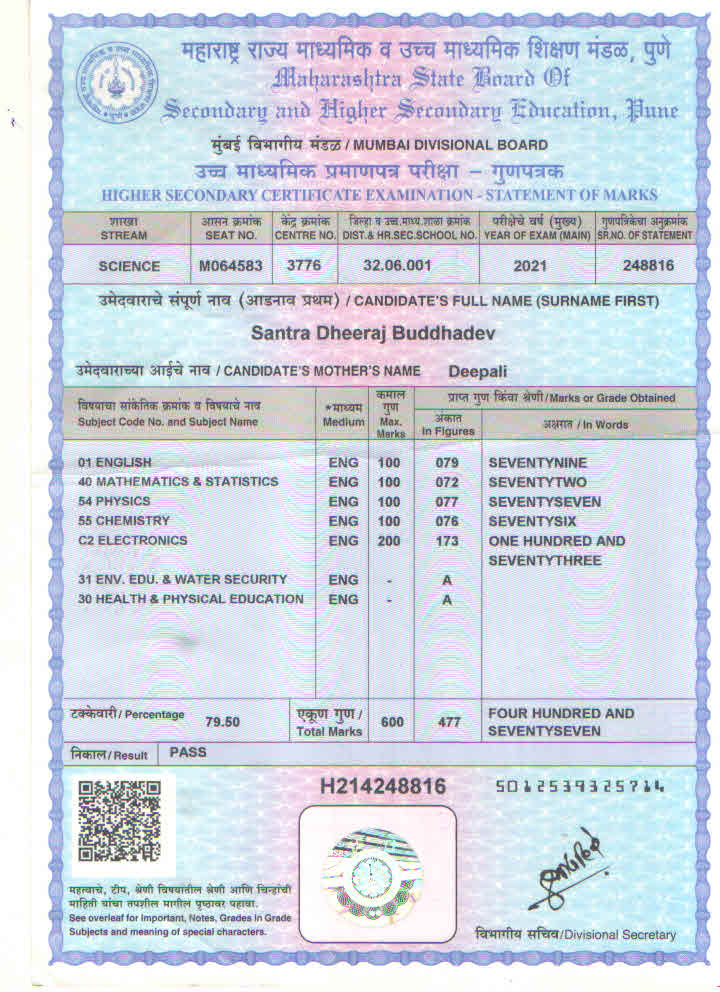 महाराष्ट्र राज्य माध्यमिक व उच्च माध्यमिक शिक्षण मंडळ, पुणे
Maharashtra State Board Of
Secondary and Higher Secondary Education, Pune
मुंबई विभागीय मंडळ / MUMBAI DIVISIONAL BOARD
उच्च माध्यमिक प्रमाणपत्र परीक्षा – गुणपत्रक
HIGHER SECONDARY CERTIFICATE EXAMINATION - STATEMENT OF MARKS
शाखा आसन क्रमांक केंद्र क्रमांक जिल्हा व उच्च.माध्य.शाळा क्रमांक परीक्षेचे वर्ष (मुख्य) गुणपत्रिकेचा अनुक्रमांक
STREAM SEAT NO. CENTRE NO. DIST.& HR.SEC.SCHOOL NO. YEAR OF EXAM (MAIN) SR.NO. OF STATEMENT
SCIENCE M064583 3776 32.06.001 2021 248816
उमेदवाराचे संपूर्ण नाव (आडनाव प्रथम) / CANDIDATE'S FULL NAME (SURNAME FIRST)
Santra Dheeraj Buddhadev
उमेदवाराच्या आईचे नाव / CANDIDATE'S MOTHER'S NAME Deepali
विषयाचा सांकेतिक क्रमांक व विषयाचे नाव
Subject Code No. and Subject Name
*माध्यम
Medium
कमाल
गुण
Max.
Marks
प्राप्त गुण किंवा श्रेणी/Marks or Grade Obtained
अंकात
In Figures
अक्षरात / In Words
01 ENGLISH ENG 100 079 SEVENTYNINE
40 MATHEMATICS & STATISTICS ENG 100 072 SEVENTYTWO
54 PHYSICS ENG 100 077 SEVENTYSEVEN
55 CHEMISTRY ENG 100 076 SEVENTYSIX
C2 ELECTRONICS ENG 200 173 ONE HUNDRED AND
SEVENTYTHREE
31 ENV. EDU. & WATER SECURITY ENG - A
30 HEALTH & PHYSICAL EDUCATION ENG - A
टक्केवारी/ Percentage 79.50
एकूण गुण /
Total Marks
600 477 FOUR HUNDRED AND
SEVENTYSEVEN
निकाल/ Result PASS
H214248816
5012539325714
महत्वाचे, टीप, श्रेणी विषयातील श्रेणी आणि चिन्हांची
माहिती यांचा तपशील मागील पृष्ठावर पहावा.
See overleaf for Important, Notes, Grades in Grade
Subjects and meaning of special characters.
विभागीय सचिव/Divisional Secretary